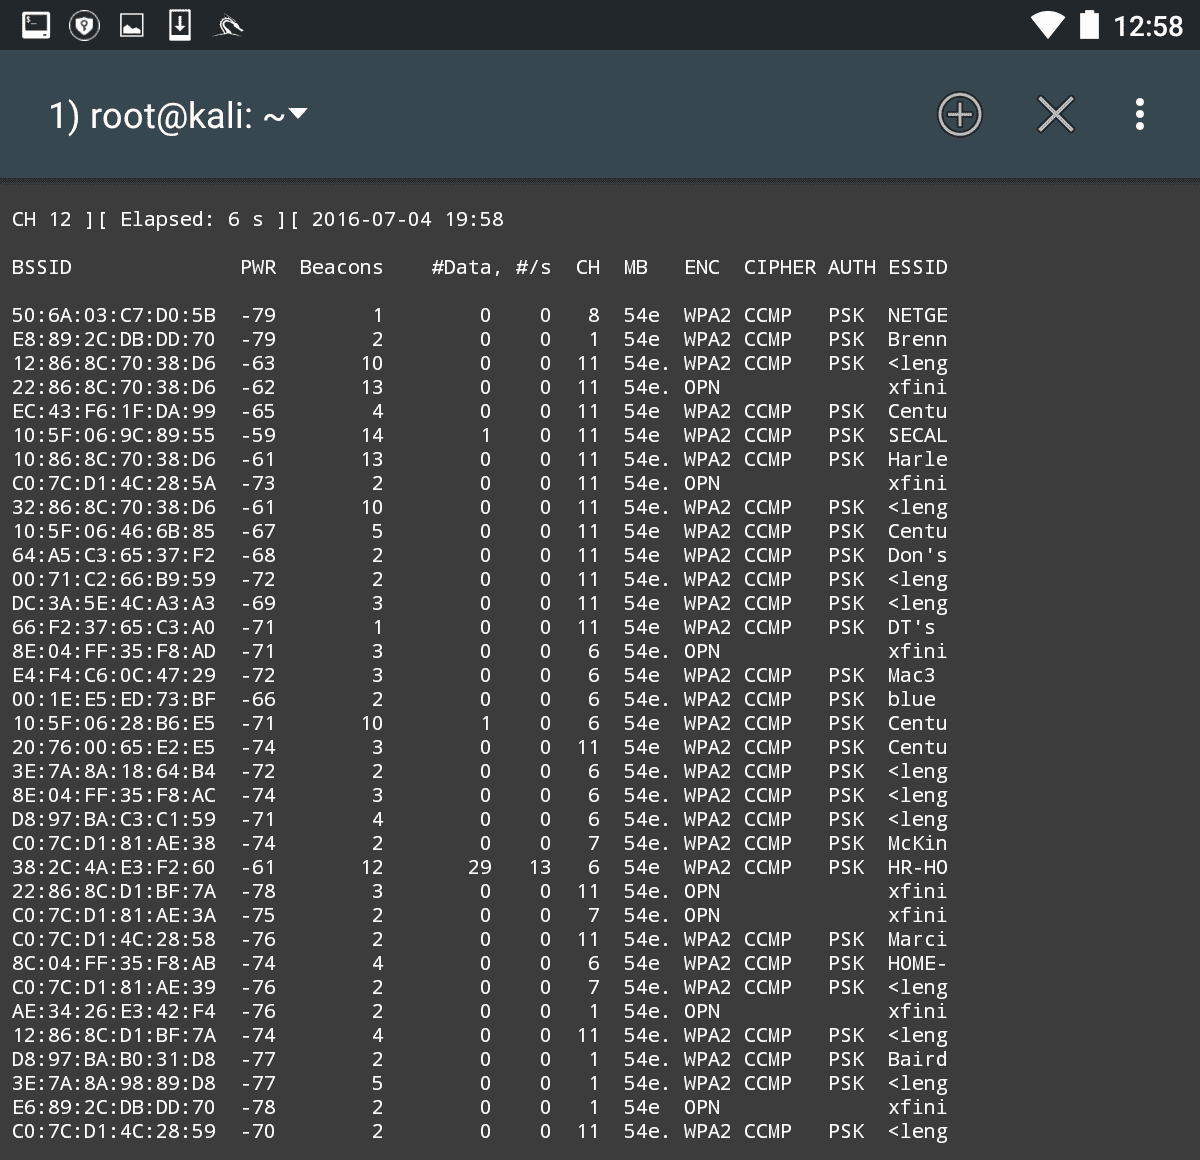 12:58
1) root@kali: ~
CH 12 ][ Elapsed: 6 s ][ 2016-07-04 19:58
BSSID PWR Beacons #Data, #/s CH MB ENC CIPHER AUTH ESSID
50:6A:03:C7:D0:5B -79 1 0 0 8 54e WPA2 CCMP PSK NETGE
E8:89:2C:DB:DD:70 -79 2 0 0 1 54e WPA2 CCMP PSK Brenn
12:86:8C:70:38:D6 -63 10 0 0 11 54e. WPA2 CCMP PSK <leng
22:86:8C:70:38:D6 -62 13 0 0 11 54e. OPN xfini
EC:43:F6:1F:DA:99 -65 4 0 0 11 54e WPA2 CCMP PSK Centu
10:5F:06:9C:89:55 -59 14 1 0 11 54e WPA2 CCMP PSK SECAL
10:86:8C:70:38:D6 -61 13 0 0 11 54e. WPA2 CCMP PSK Harle
C0:7C:D1:4C:28:5A -73 2 0 0 11 54e. OPN xfini
32:86:8C:70:38:D6 -61 10 0 0 11 54e. WPA2 CCMP PSK <leng
10:5F:06:46:6B:85 -67 5 0 0 11 54e WPA2 CCMP PSK Centu
64:A5:C3:65:37:F2 -68 2 0 0 11 54e. WPA2 CCMP PSK Don's
00:71:C2:66:B9:59 -72 2 0 0 11 54e. WPA2 CCMP PSK <leng
DC:3A:5E:4C:A3:A3 -69 3 0 0 11 54e WPA2 CCMP PSK <leng
66:F2:37:65:C3:A0 -71 1 0 0 11 54e. WPA2 CCMP PSK DT's
8E:04:FF:35:F8:AD -71 3 0 0 6 54e. OPN xfini
E4:F4:C6:0C:47:29 -72 3 0 0 6 54e WPA2 CCMP PSK Mac3
00:1E:E5:ED:73:BF -66 2 0 0 6 54e. WPA2 CCMP PSK blue
10:5F:06:28:B6:E5 -71 10 1 0 6 54e WPA2 CCMP PSK Centu
20:76:00:65:E2:E5 -74 3 0 0 11 54e WPA2 CCMP PSK Centu
3E:7A:8A:18:64:B4 -72 2 0 0 6 54e. WPA2 CCMP PSK <leng
8E:04:FF:35:F8:AC -74 3 0 0 6 54e. WPA2 CCMP PSK <leng
D8:97:BA:C3:C1:59 -71 4 0 0 6 54e. WPA2 CCMP PSK <leng
C0:7C:D1:81:AE:38 -74 2 0 0 7 54e. WPA2 CCMP PSK McKin
38:2C:4A:E3:F2:60 -61 12 29 13 6 54e WPA2 CCMP PSK HR-HO
22:86:8C:D1:BF:7A -78 3 0 0 11 54e. OPN xfini
C0:7C:D1:81:AE:3A -75 2 0 0 7 54e. OPN xfini
C0:7C:D1:4C:28:58 -76 2 0 0 11 54e. WPA2 CCMP PSK Marci
8C:04:FF:35:F8:AB -74 4 0 0 6 54e. WPA2 CCMP PSK HOME-
C0:7C:D1:81:AE:39 -76 2 0 0 7 54e. WPA2 CCMP PSK <leng
AE:34:26:E3:42:F4 -76 2 0 0 1 54e. OPN xfini
12:86:8C:D1:BF:7A -74 4 0 0 11 54e. WPA2 CCMP PSK <leng
D8:97:BA:B0:31:D8 -77 2 0 0 1 54e. WPA2 CCMP PSK Baird
3E:7A:8A:98:89:D8 -77 5 0 0 1 54e. WPA2 CCMP PSK <leng
E6:89:2C:DB:DD:70 -78 2 0 0 1 54e OPN xfini
C0:7C:D1:4C:28:59 -70 2 0 0 11 54e. WPA2 CCMP PSK <leng